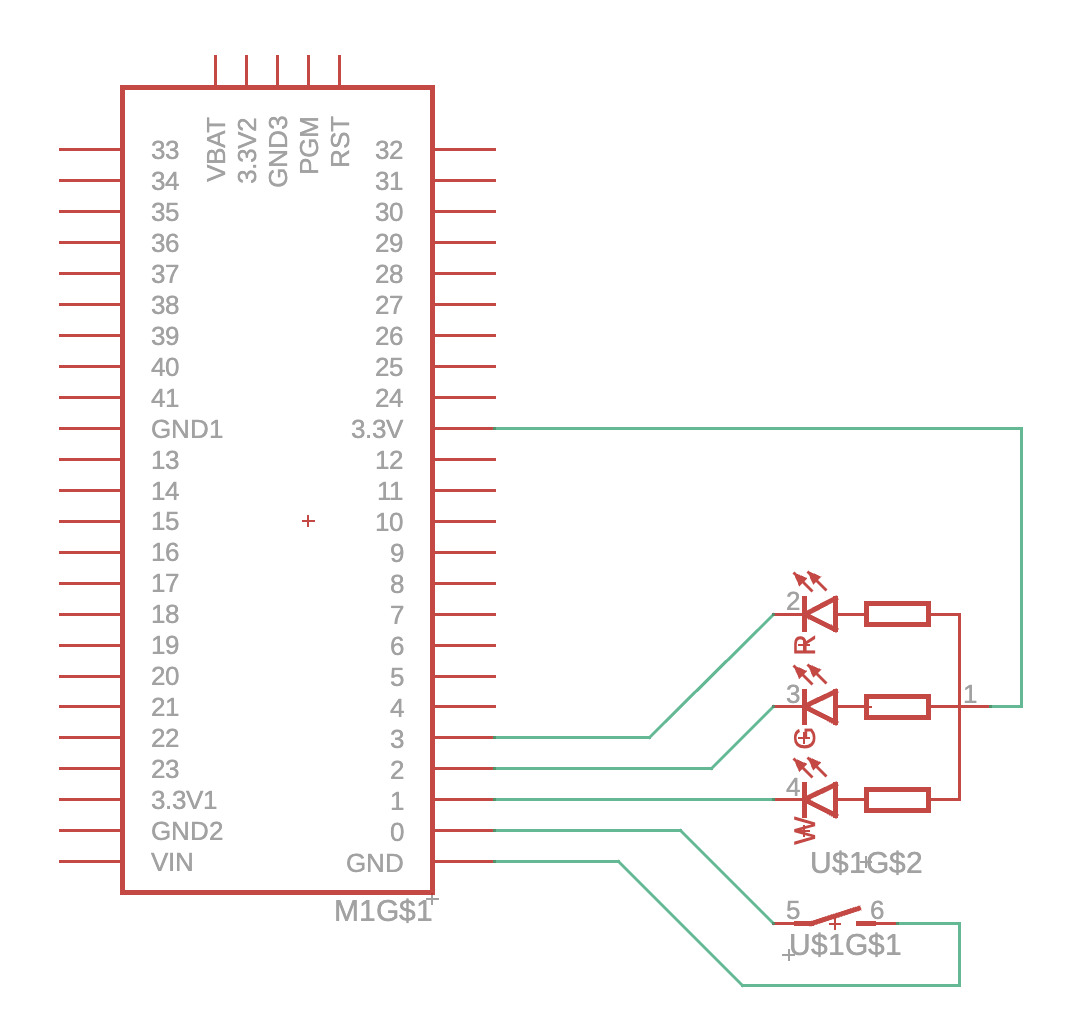 VBAT 3.3V2 GND3 PGM RST
33 32
34 31
35 30
36 29
37 28
38 27
39 26
40 25
41 24
GND1 3.3V
13 12
14 11
15 10
16 9
17 8
18 7
19 6
20 5
21 4
22 3
23 2
3.3V1 1
GND2 0
VIN GND
M1G$1
2
R
3
1
G
4
W
U$1G$2
5 6
U$1G$1